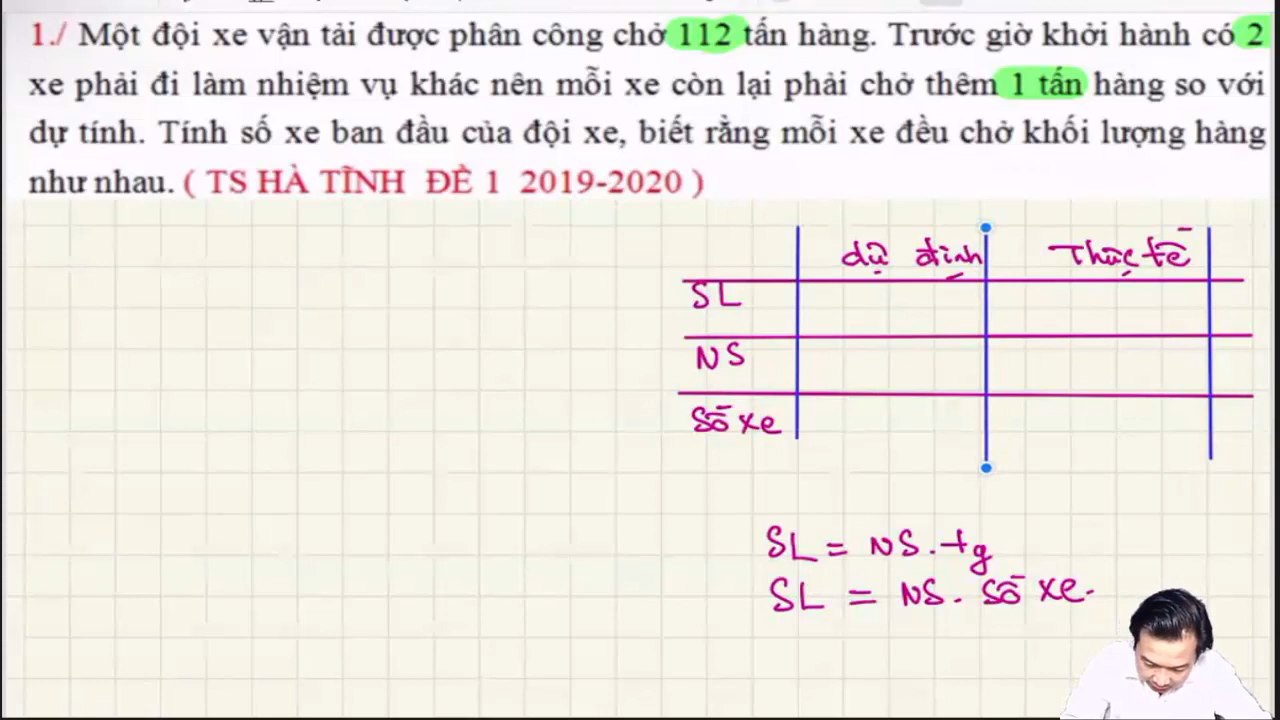 1./ Một đội xe vận tải được phân công chở 112 tấn hàng. Trước giờ khởi hành có 2
xe phải đi làm nhiệm vụ khác nên mỗi xe còn lại phải chở thêm 1 tấn hàng so với
dự tính. Tính số xe ban đầu của đội xe, biết rằng mỗi xe đều chở khối lượng hàng
như nhau. ( TS HÀ TĨNH ĐỀ 1 2019-2020 )
dự định Thực tế
SL
NS
Số xe
SL = NS . tg
SL = NS . Số xe.